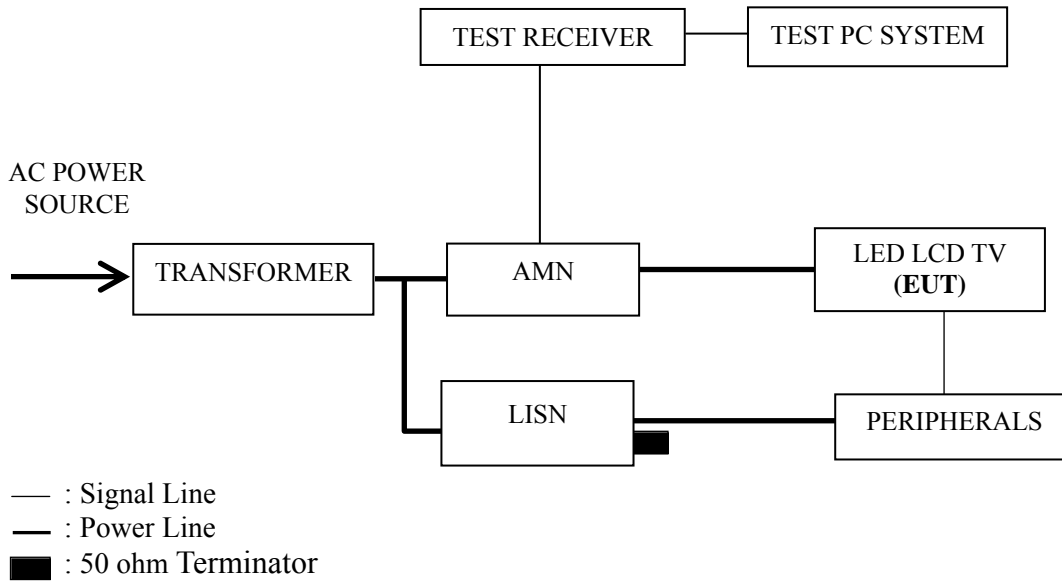 TEST RECEIVER
TEST PC SYSTEM
AC POWER
SOURCE
TRANSFORMER
AMN
LED LCD TV
(EUT)
LISN
PERIPHERALS
: Signal Line
: Power Line
: 50 ohm Terminator